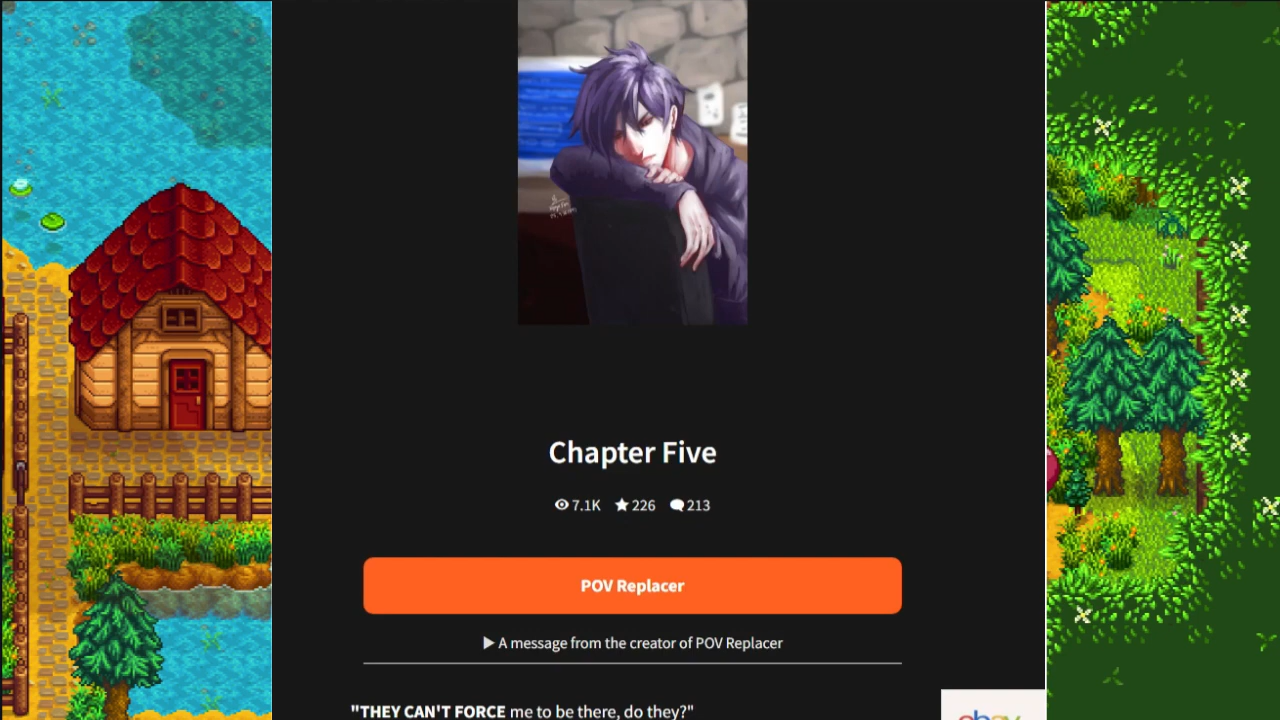 Chapter Five
7.1K 226 213
POV Replacer
▶ A message from the creator of POV Replacer
"THEY CAN'T FORCE me to be there, do they?"
ebay